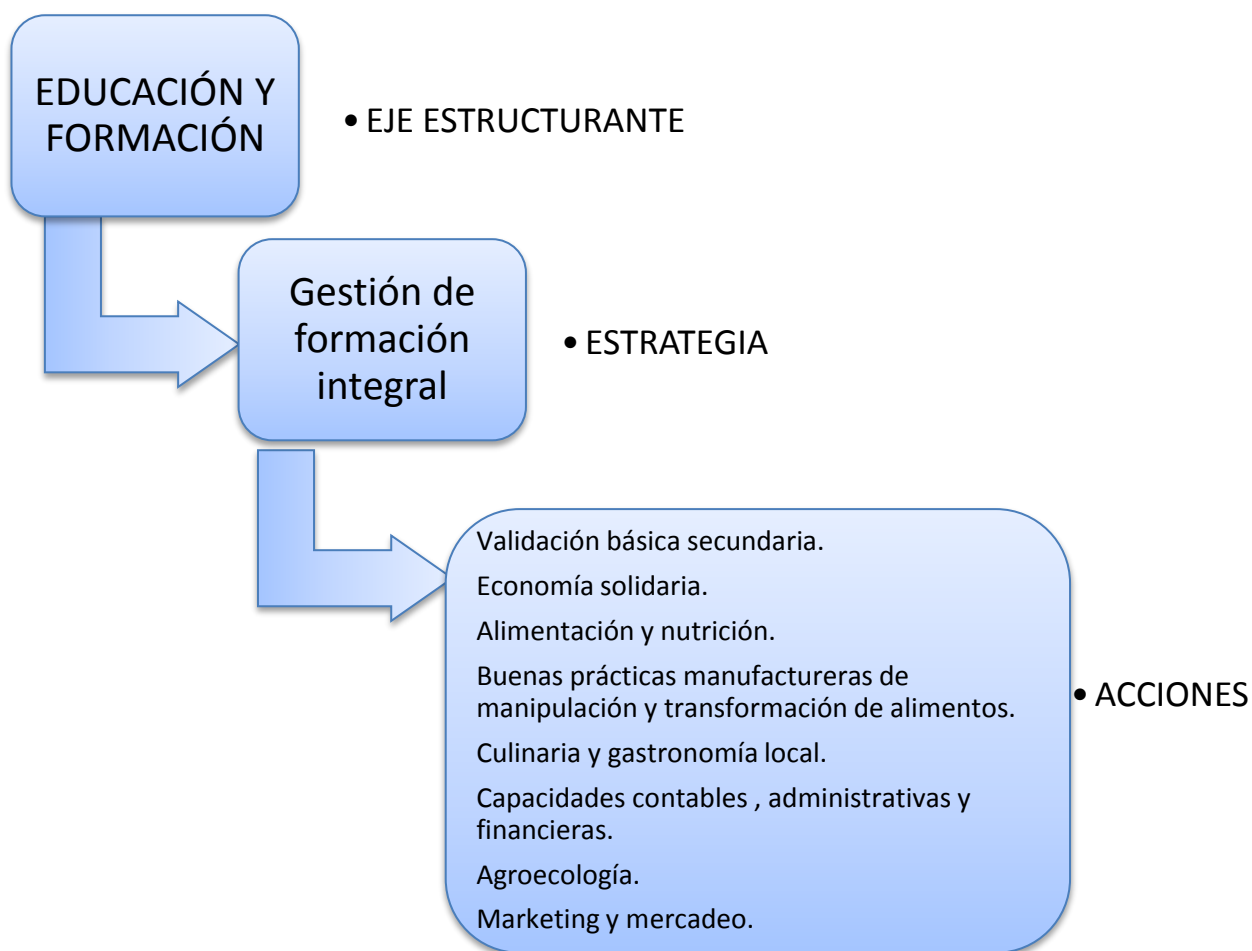 EDUCACIÓN Y
FORMACIÓN
• EJE ESTRUCTURANTE
Gestión de
formación
integral
• ESTRATEGIA
Validación básica secundaria.
Economía solidaria.
Alimentación y nutrición.
Buenas prácticas manufactureras de
manipulación y transformación de alimentos.
Culinaria y gastronomía local.
Capacidades contables , administrativas y
financieras.
Agroecología.
Marketing y mercadeo.
• ACCIONES